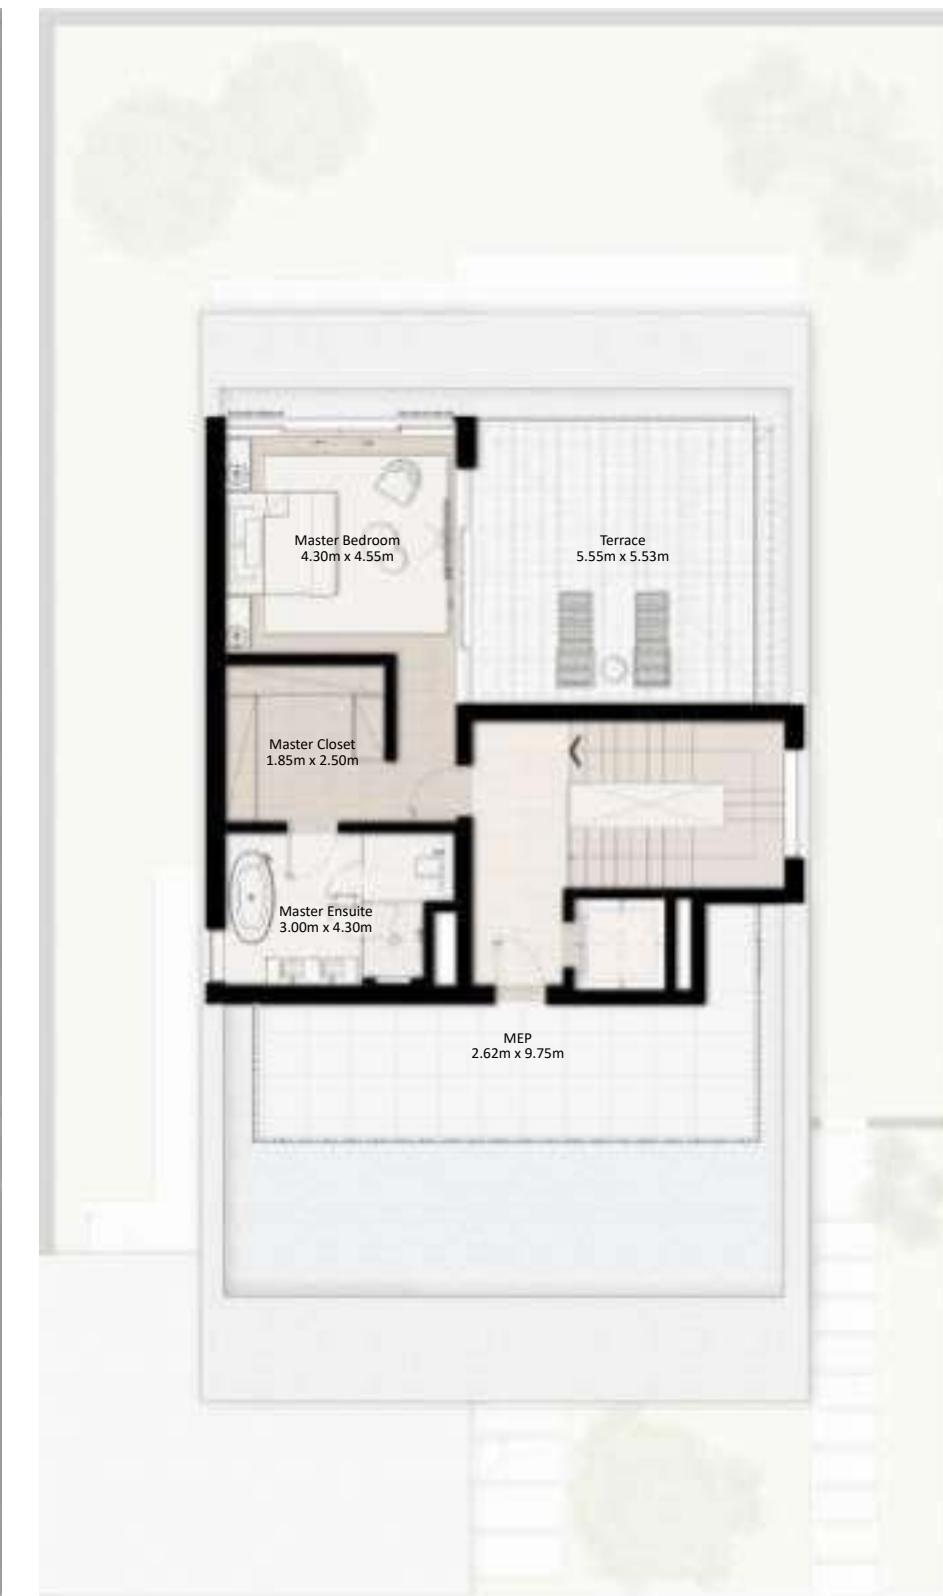 Master Bedroom
4.30m x 4.55m
Terrace
5.55m x 5.53m
Master Closet
1.85m x 2.50m
Master Ensuite
3.00m x 4.30m
MEP
2.62m x 9.75m